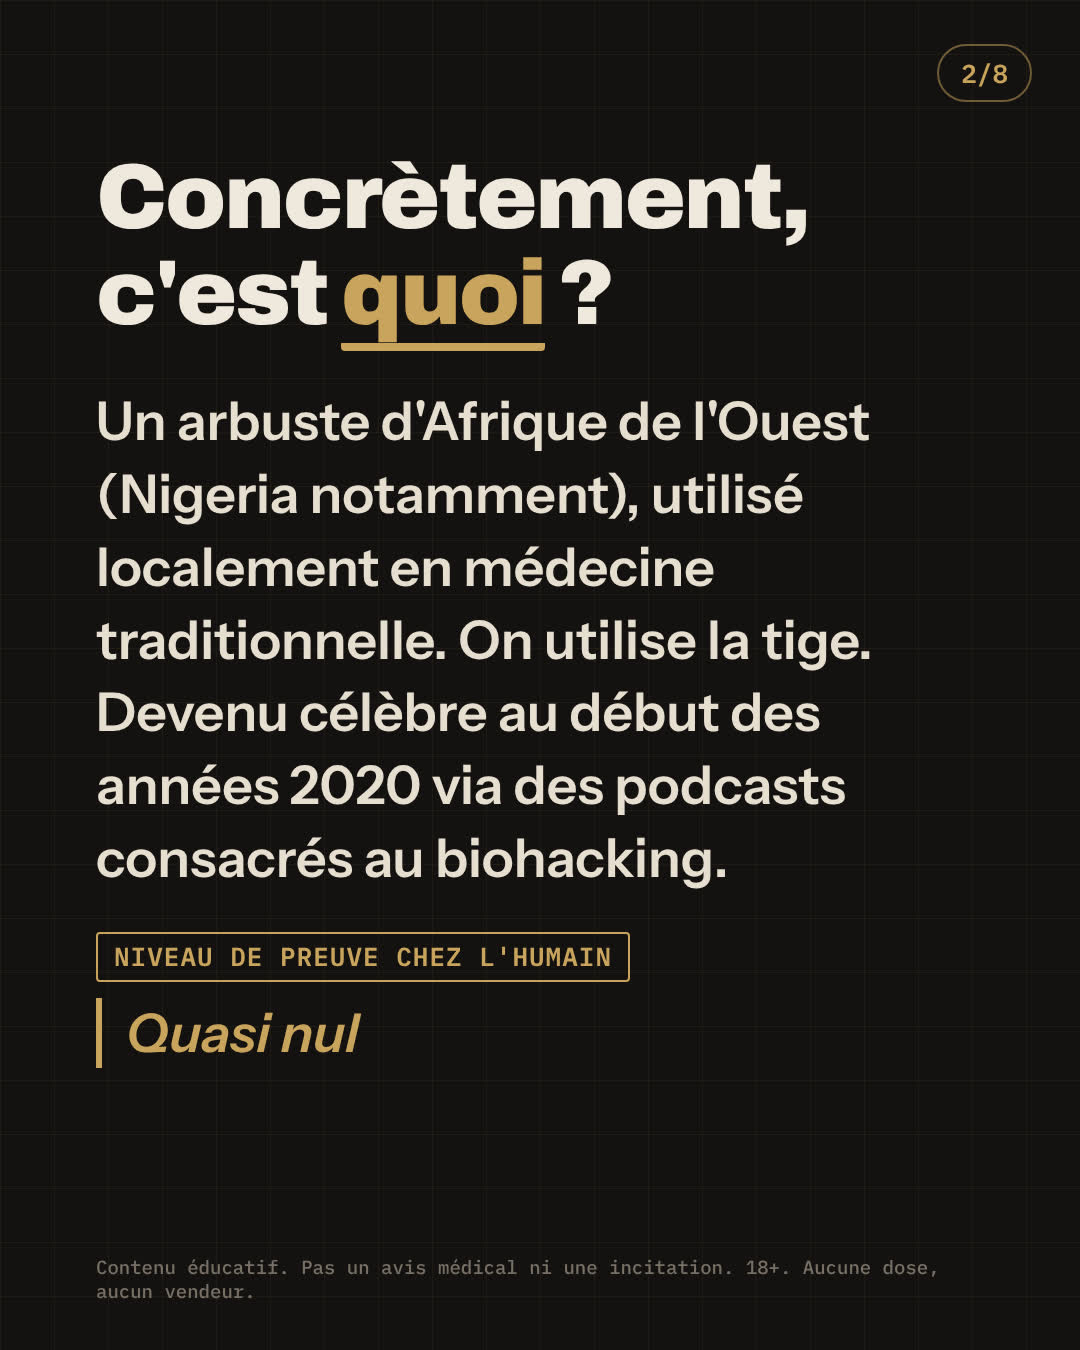 2/8
Concrètement,
c'est quoi ?
Un arbuste d'Afrique de l'Ouest
(Nigeria notamment), utilisé
localement en médecine
traditionnelle. On utilise la tige.
Devenu célèbre au début des
années 2020 via des podcasts
consacrés au biohacking.
NIVEAU DE PREUVE CHEZ L'HUMAIN
Quasi nul
Contenu éducatif. Pas un avis médical ni une incitation. 18+. Aucune dose,
aucun vendeur.